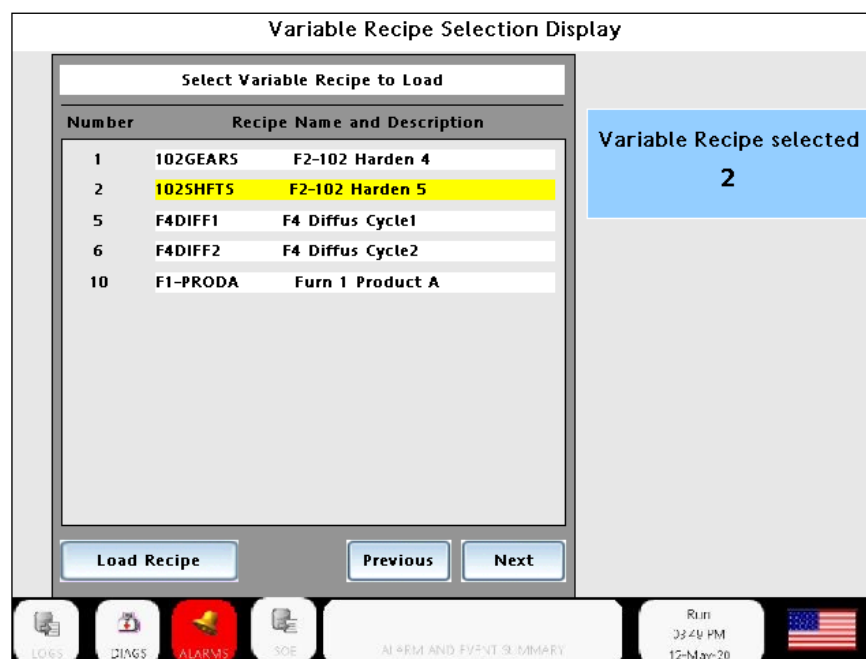 Variable Recipe Selection Display
Select Variable Recipe to Load
Number Recipe Name and Description
1 102GEARS F2-102 Harden 4
2 102SHFTS F2-102 Harden 5
5 F4DIFF1 F4 Diffus Cycle1
6 F4DIFF2 F4 Diffus Cycle2
10 F1-PRODA Furn 1 Product A
Variable Recipe selected
2
Load Recipe Previous Next
LOGS DIAGS ALARMS SOE ALARM AND EVENT SUMMARY
Run
PM
12-May-20